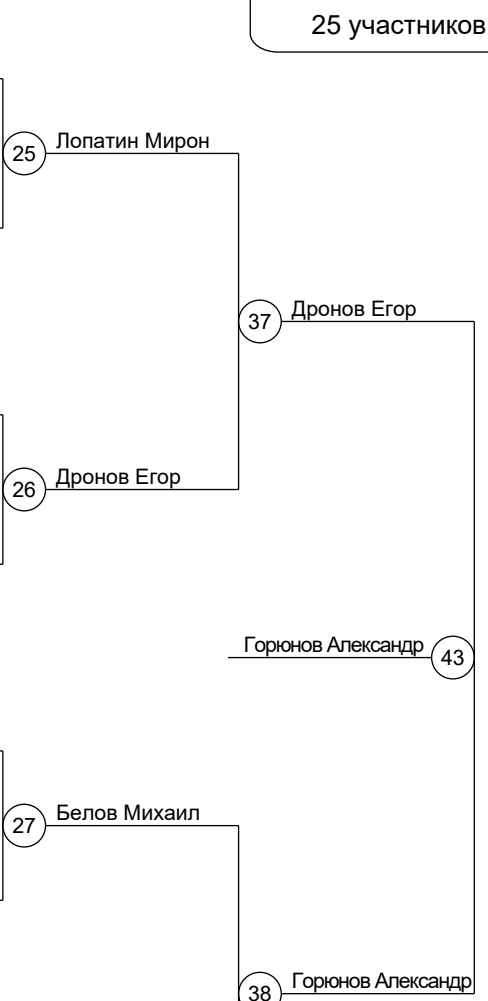 25 участников
25 Лопатин Мирон
37 Дронов Егор
26 Дронов Егор
Горюнов Александр 43
27 Белов Михаил
38 Горюнов Александр